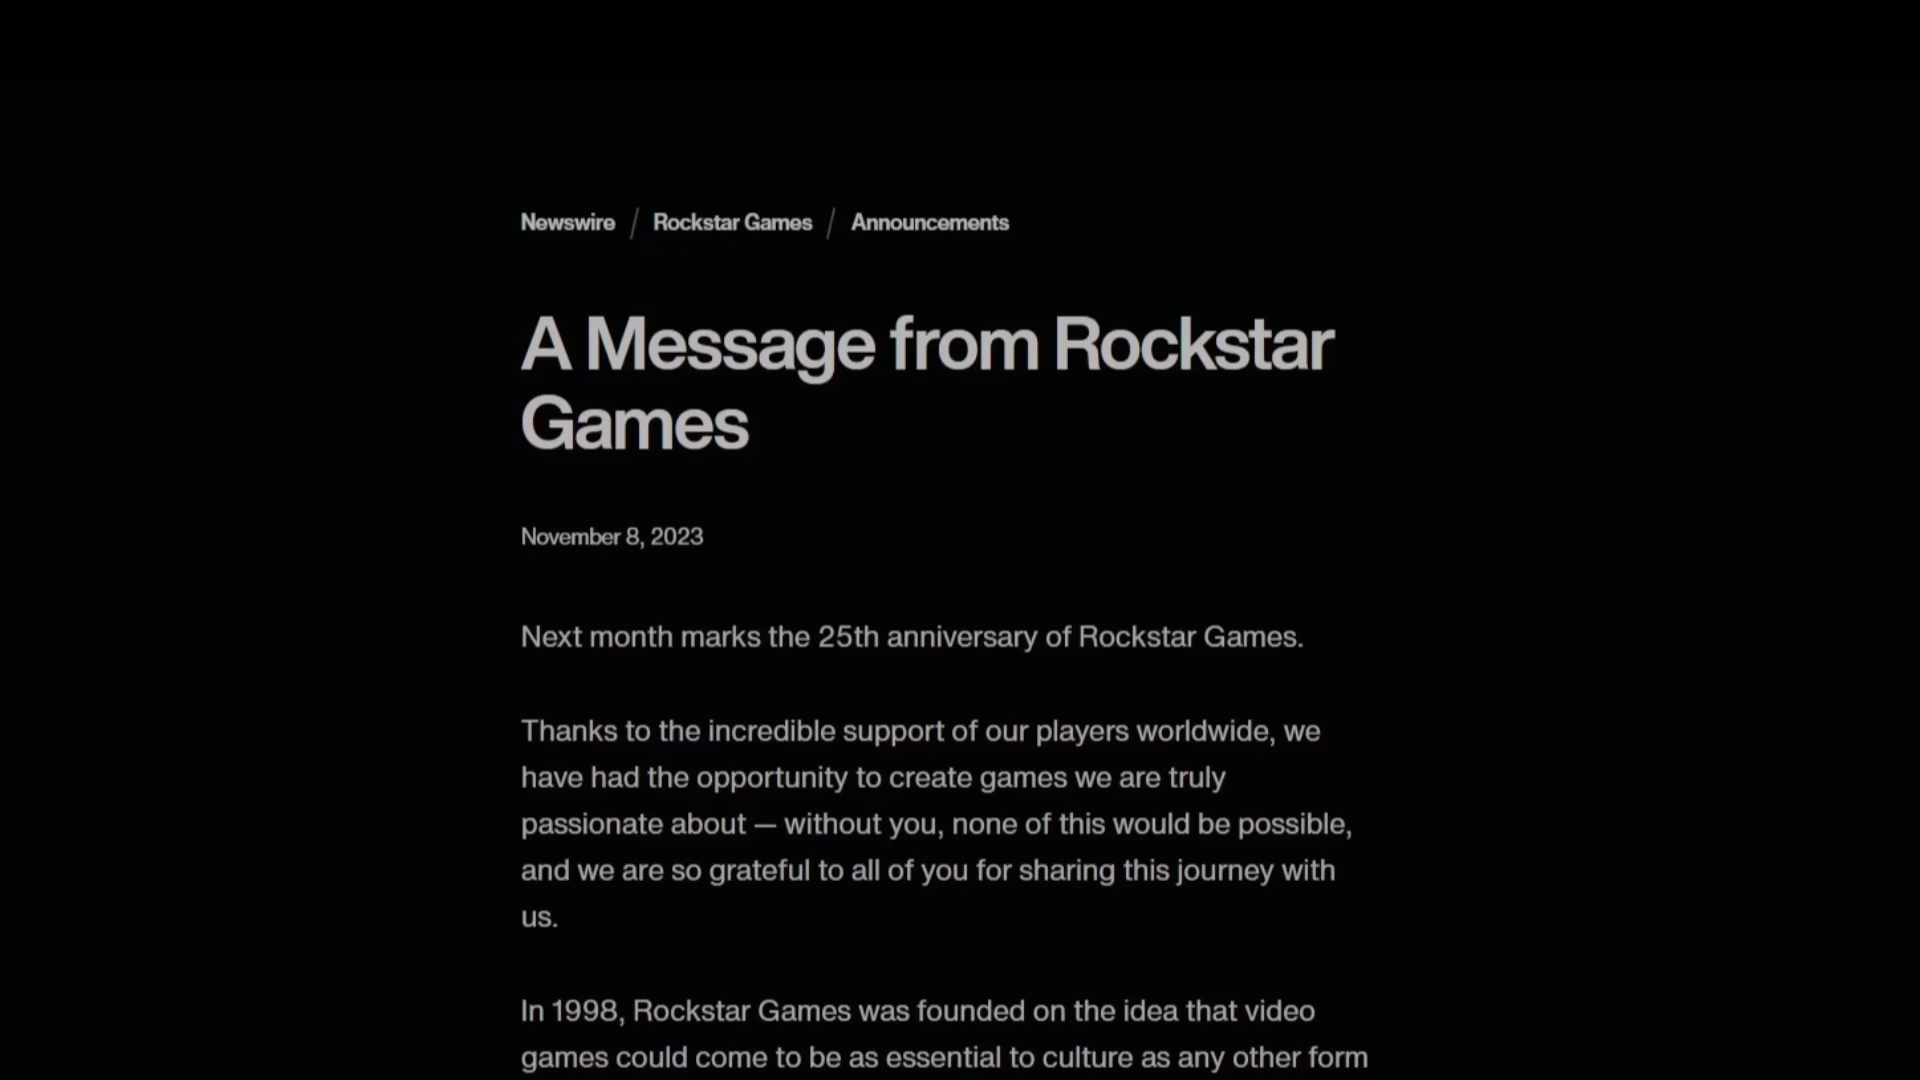 Newswire / Rockstar Games / Announcements
A Message from Rockstar
Games
November 8, 2023
Next month marks the 25th anniversary of Rockstar Games.
Thanks to the incredible support of our players worldwide, we
have had the opportunity to create games we are truly
passionate about — without you, none of this would be possible,
and we are so grateful to all of you for sharing this journey with
us.
In 1998, Rockstar Games was founded on the idea that video
games could come to be as essential to culture as any other form